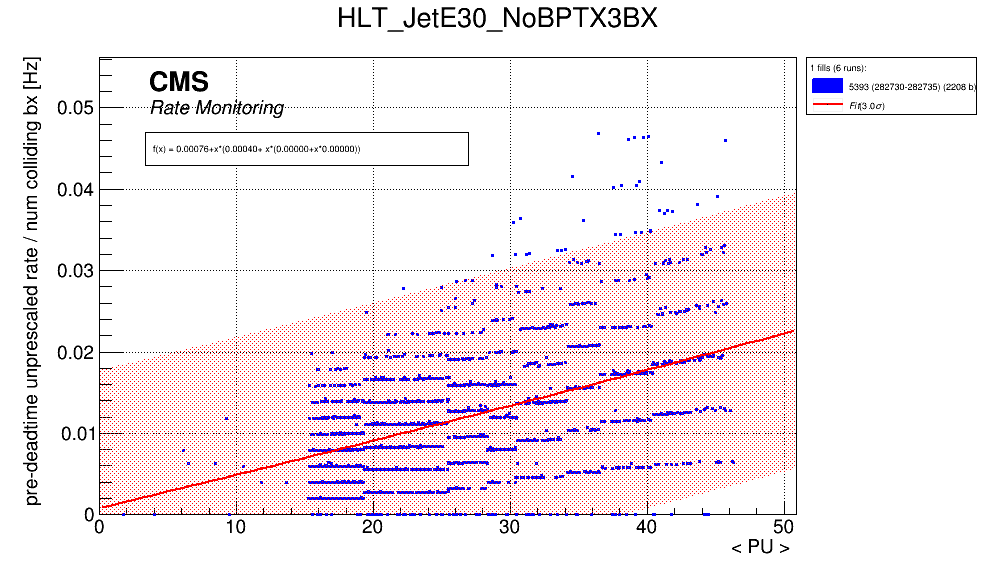 HLT_JetE30_NoBPTX3BX
pre-deadtime unprescaled rate / num colliding bx [Hz]
CMS
Rate Monitoring
f(x) = 0.00076+x*(0.00040+ x*(0.00000+x*0.00000))
0.05
0.04
0.03
0.02
0.01
0
0 10 20 30 40 50
< PU >
1 fills (6 runs):
5393 (282730-282735) (2208 b)
Fit(3.0σ)